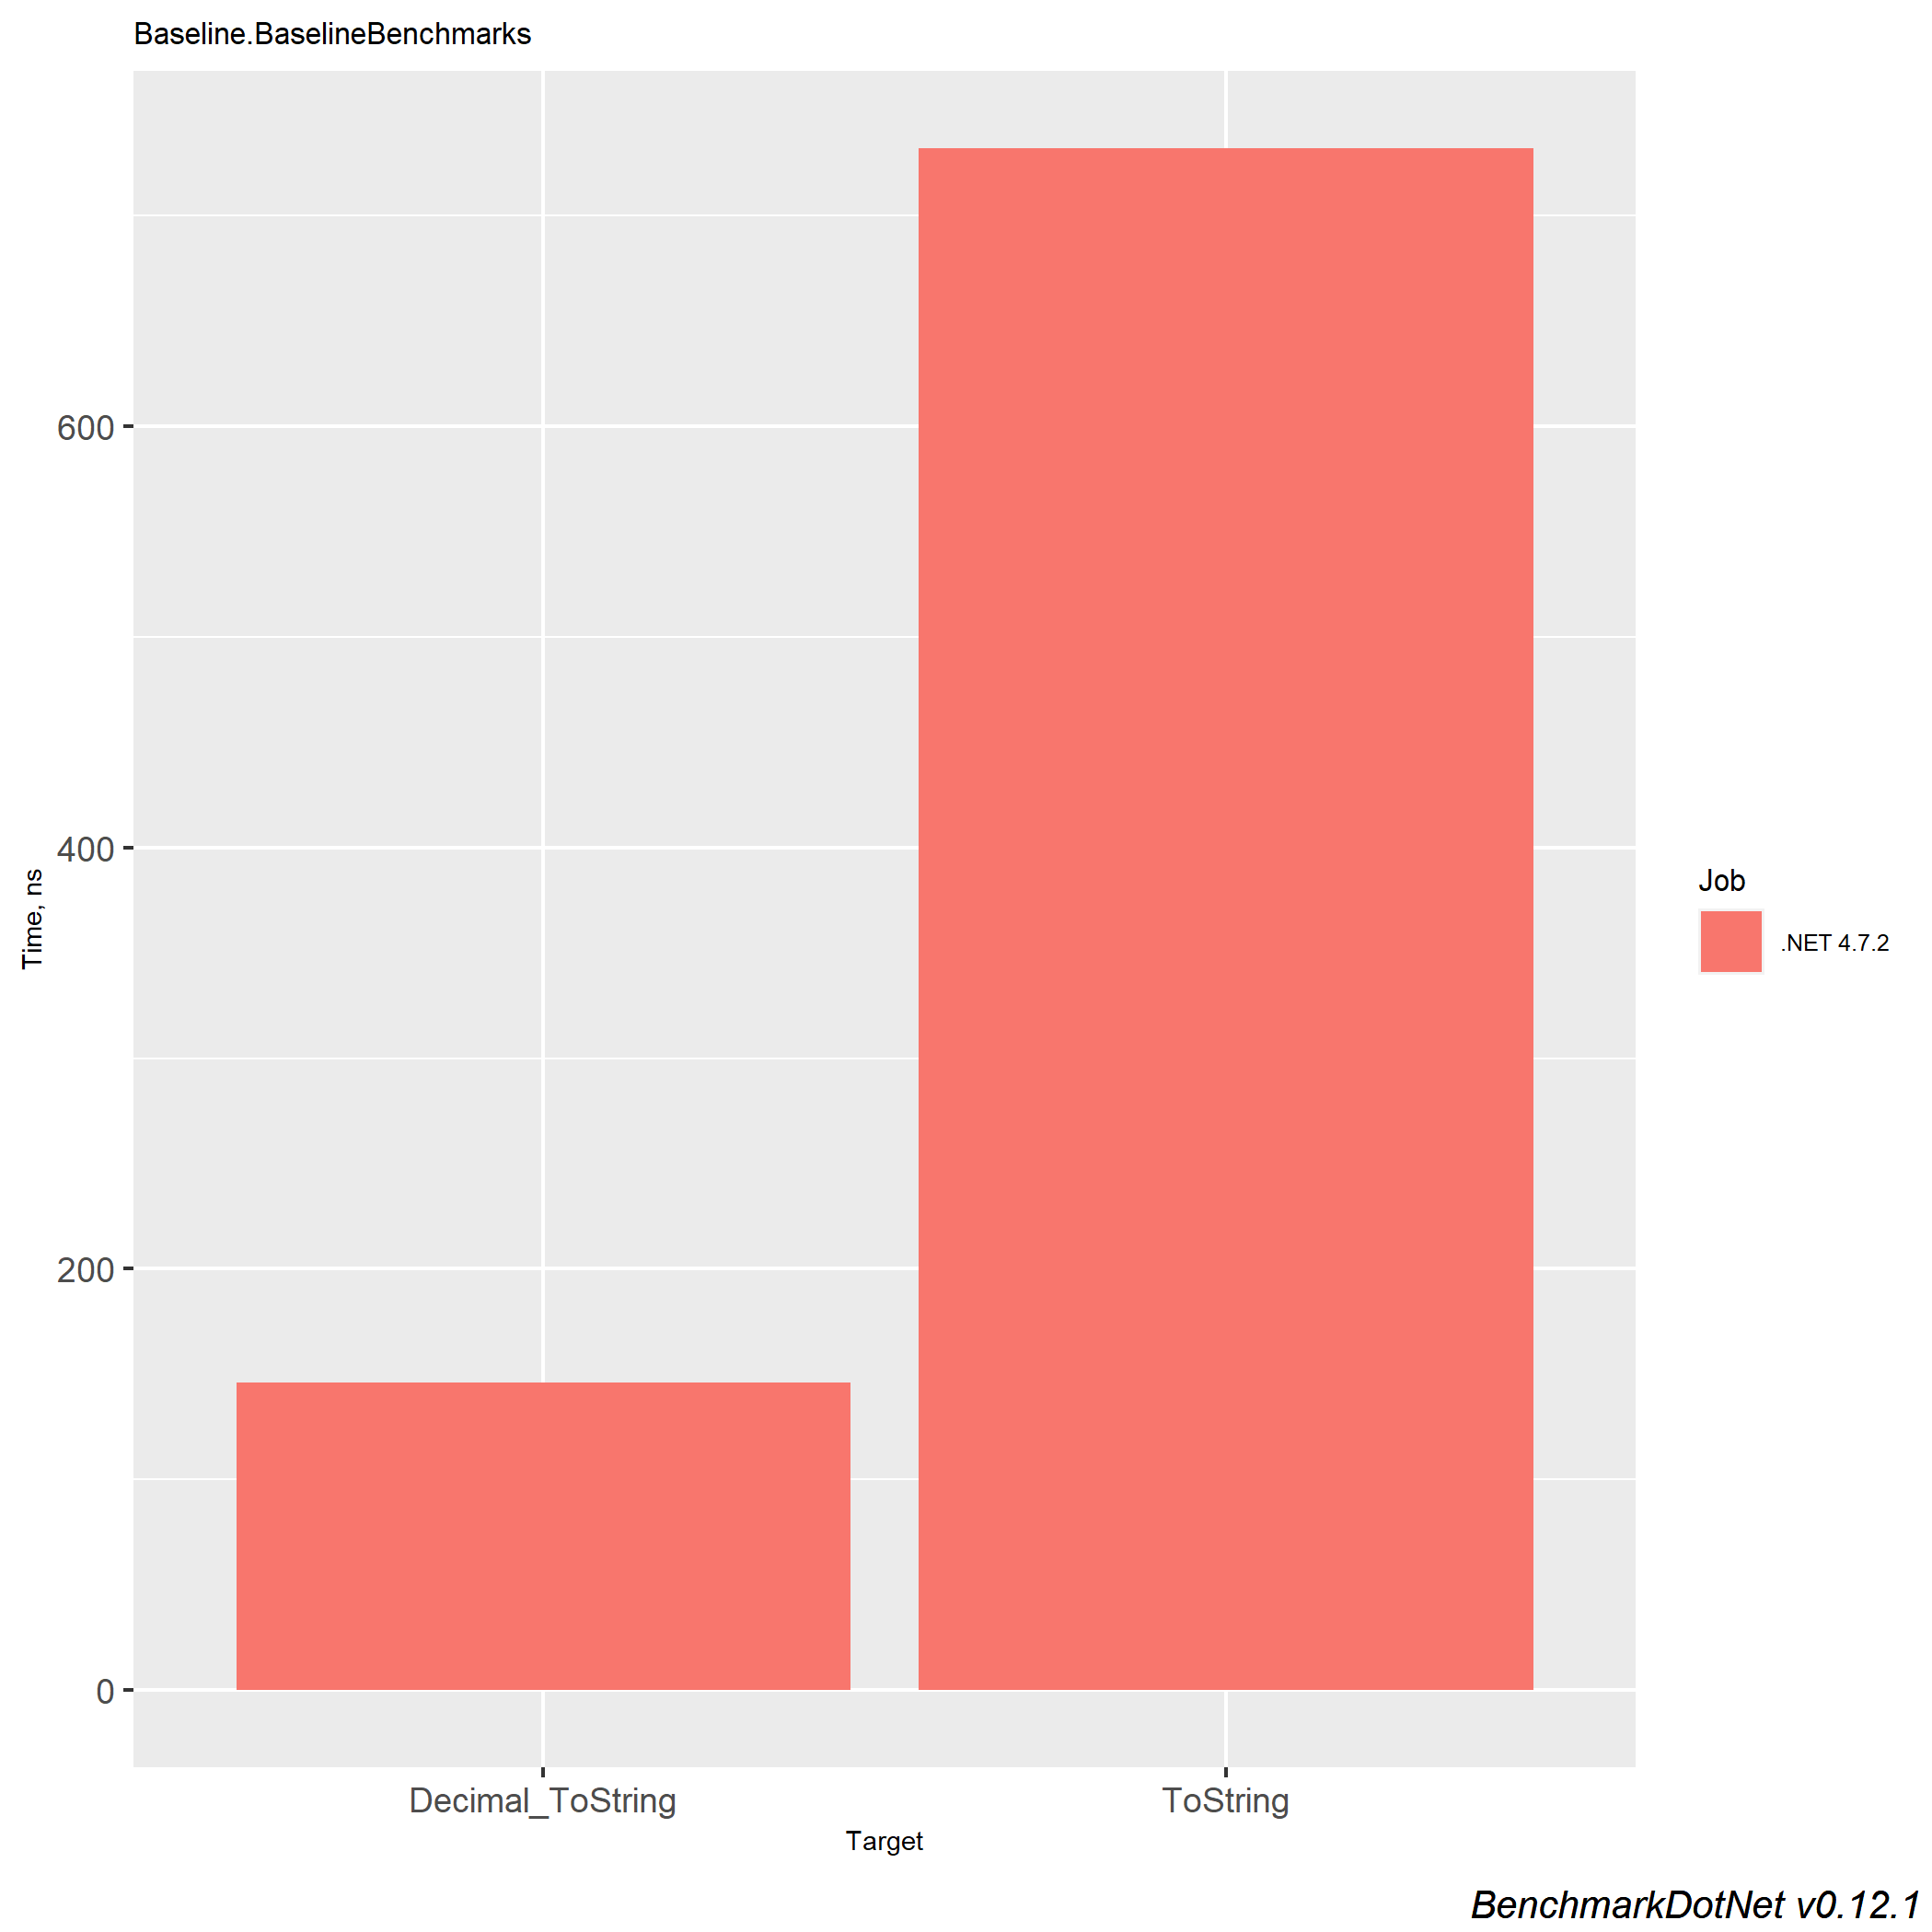 Baseline.BaselineBenchmarks
600
400
200
0
Time, ns
Decimal_ToString
ToString
Target
Job
.NET 4.7.2
BenchmarkDotNet v0.12.1